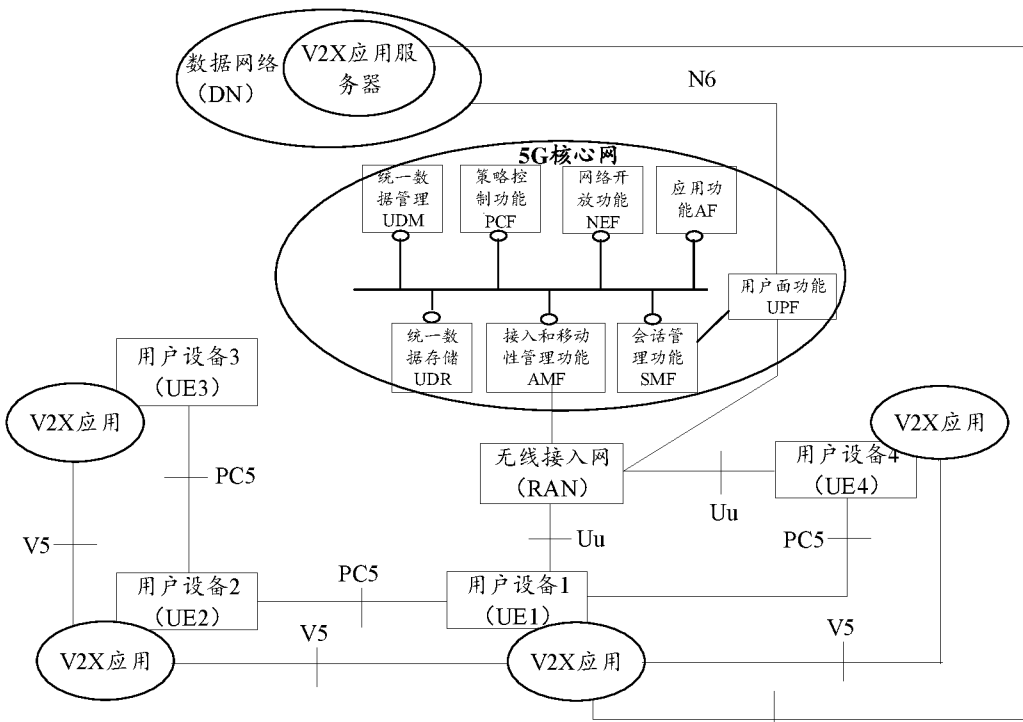 V2X应用服
务器
数据网络
(DN)
N6
5G核心网
统一数
据管理
UDM
策略控
制功能
PCF
网络开
放功能
NEF
应用功
能AF
用户面功能
UPF
统一数
据存储
UDR
接入和移动
性管理功能
AMF
会话管
理功能
SMF
用户设备3
(UE3)
V2X应用
V2X应用
无线接入网
(RAN)
用户设备4
(UE4)
PC5
Uu
Uu
PC5
V5
用户设备2
(UE2)
PC5
用户设备1
(UE1)
V5
V5
V2X应用
V2X应用